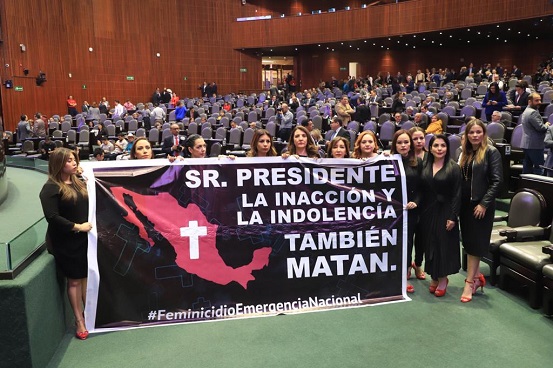 SR. PRESIDENTE
LA INACCIÓN Y
LA INDOLENCIA
TAMBIÉN
MATAN.
#FeminicidioEmergenciaNacional